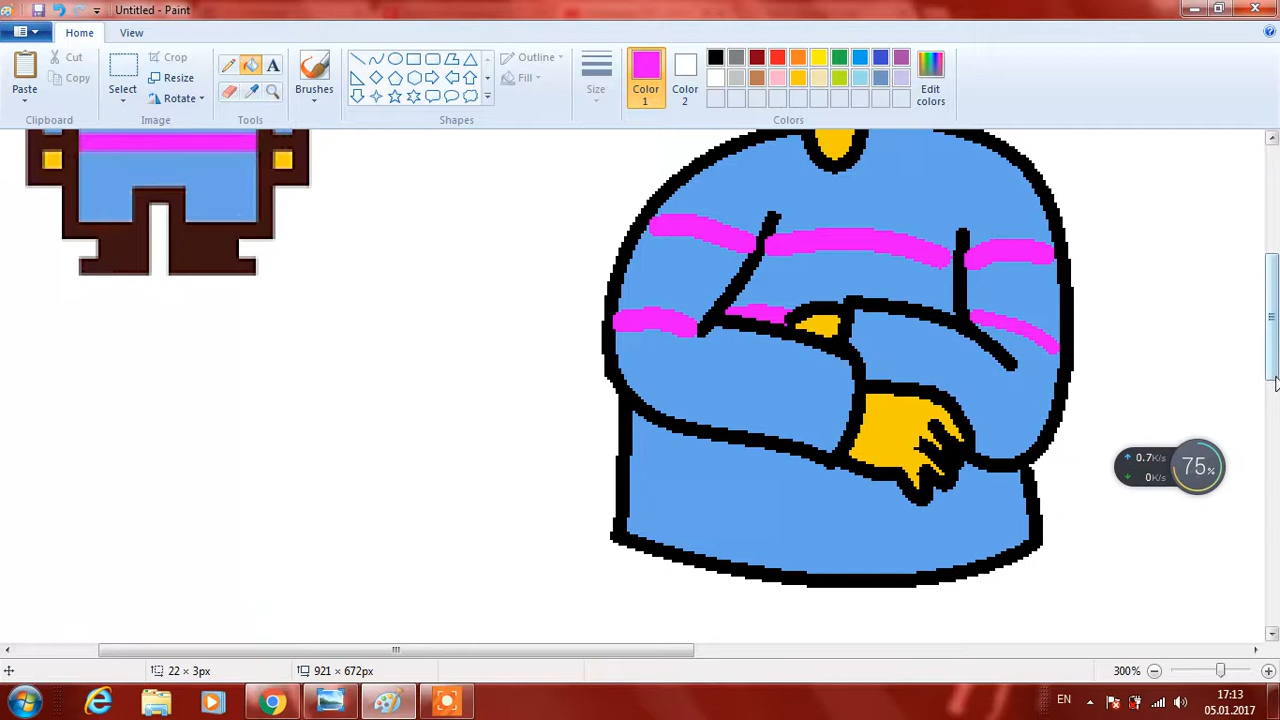 Untitled - Paint
Home View
Paste Cut Copy Select Crop Resize Rotate Brushes Outline Fill Size Color 1 Color 2 Edit colors
Clipboard Image Tools Shapes Colors
0.7K/s
0K/s
75%
22 × 3px 921 × 672px 300%
EN 17:13
05.01.2017